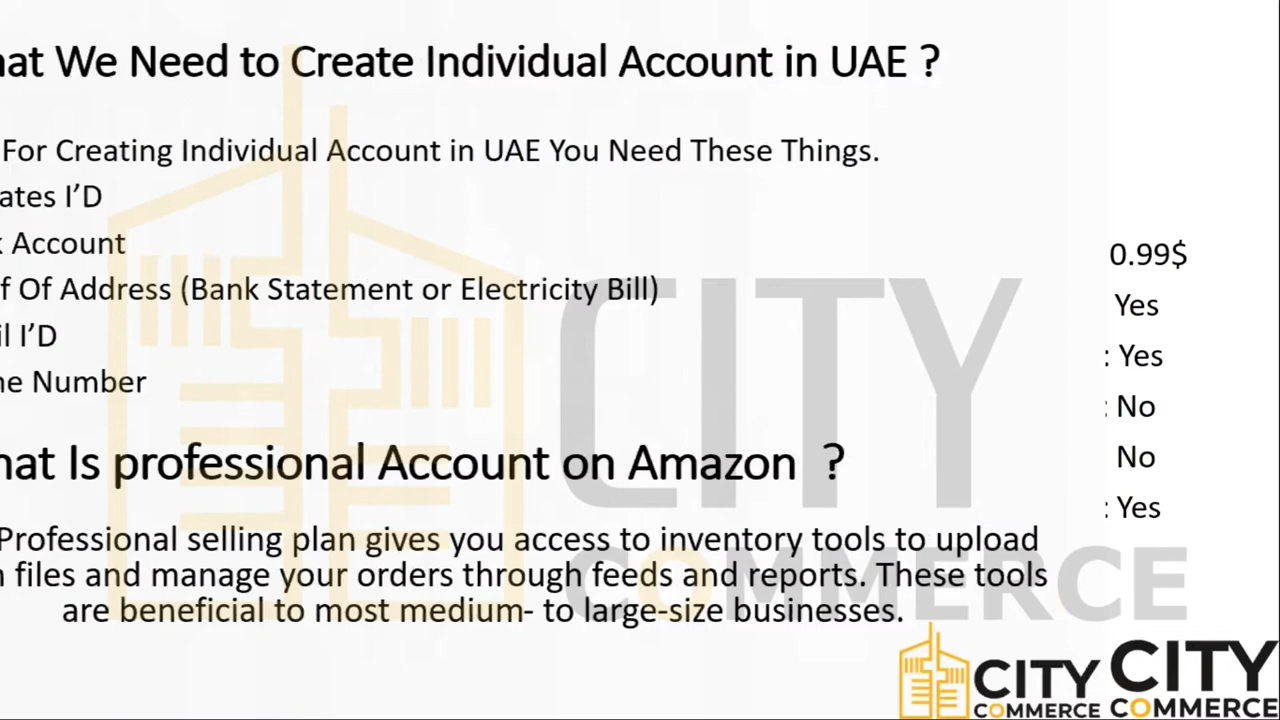 hat We Need to Create Individual Account in UAE ?
For Creating Individual Account in UAE You Need These Things.
ates I’D
Account
0.99$
f Of Address (Bank Statement or Electricity Bill)
Yes
il I’D
: Yes
ne Number
: No
hat Is professional Account on Amazon ?
No
: Yes
Professional selling plan gives you access to inventory tools to upload
files and manage your orders through feeds and reports. These tools
are beneficial to most medium- to large-size businesses.
CITY
COMMERCE
CITY
COMMERCE
CITY
COMMERCE